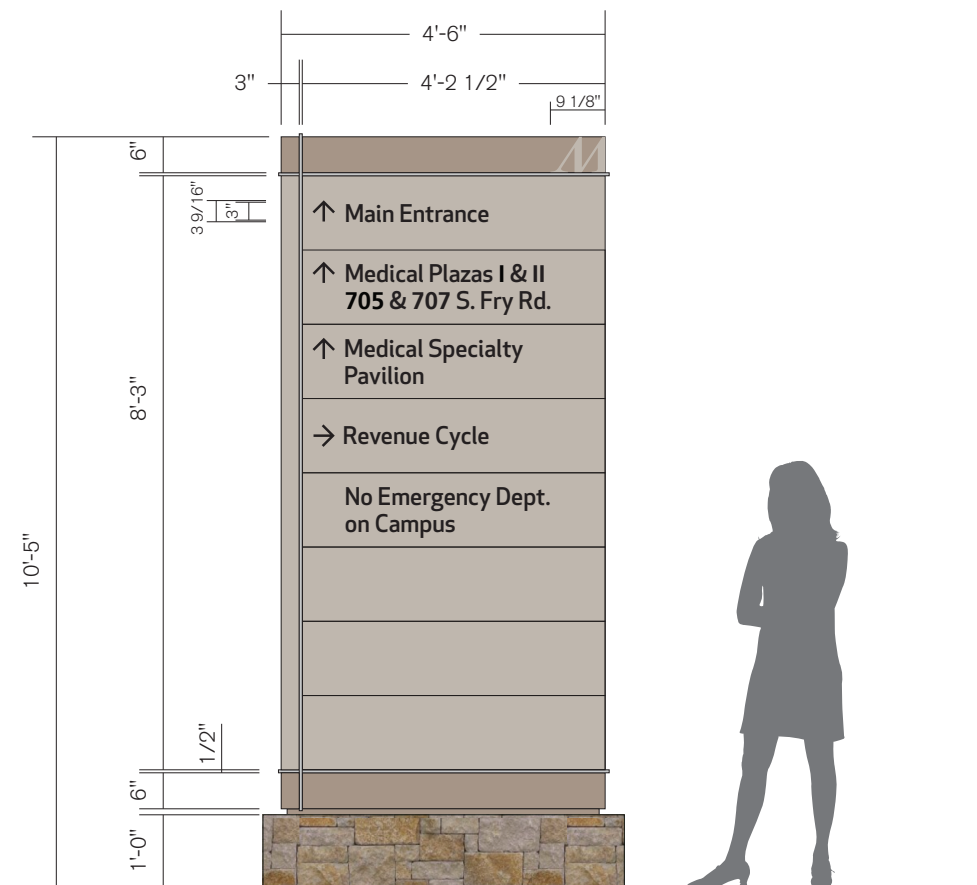 4'-6"
3"
4'-2 1/2"
9 1/8"
6"
3 9/16"
3"
M
↑ Main Entrance
↑ Medical Plazas I & II
705 & 707 S. Fry Rd.
↑ Medical Specialty
Pavilion
8'-3"
→ Revenue Cycle
No Emergency Dept.
on Campus
10'-5"
1/2"
6"
1'-0"